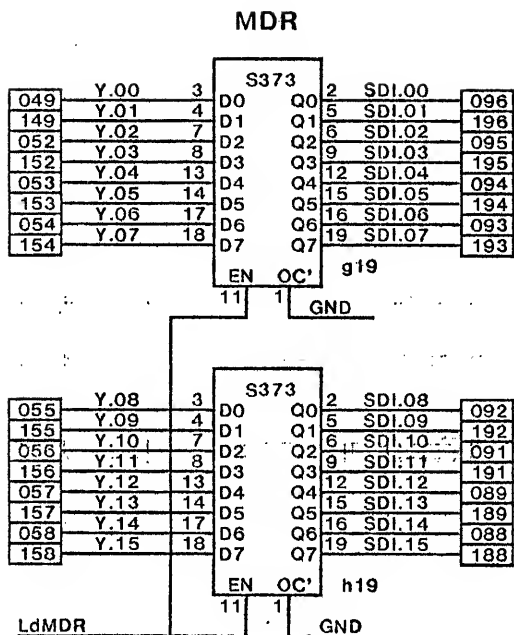 MDR
S373
049 Y.00 3 D0 Q0 2 SDI.00 096
149 Y.01 4 D1 Q1 5 SDI.01 196
052 Y.02 7 D2 Q2 6 SDI.02 095
152 Y.03 8 D3 Q3 9 SDI.03 195
053 Y.04 13 D4 Q4 12 SDI.04 094
153 Y.05 14 D5 Q5 15 SDI.05 194
054 Y.06 17 D6 Q6 16 SDI.06 093
154 Y.07 18 D7 Q7 19 SDI.07 193
EN OC' g19
11 1 GND
S373
055 Y.08 3 D0 Q0 2 SDI.08 092
155 Y.09 4 D1 Q1 5 SDI.09 192
056 Y.10 7 D2 Q2 6 SDI.10 091
156 Y.11 8 D3 Q3 9 SDI.11 191
057 Y.12 13 D4 Q4 12 SDI.12 089
157 Y.13 14 D5 Q5 15 SDI.13 189
058 Y.14 17 D6 Q6 16 SDI.14 088
158 Y.15 18 D7 Q7 19 SDI.15 188
EN OC' h19
11 1
LdMDR GND